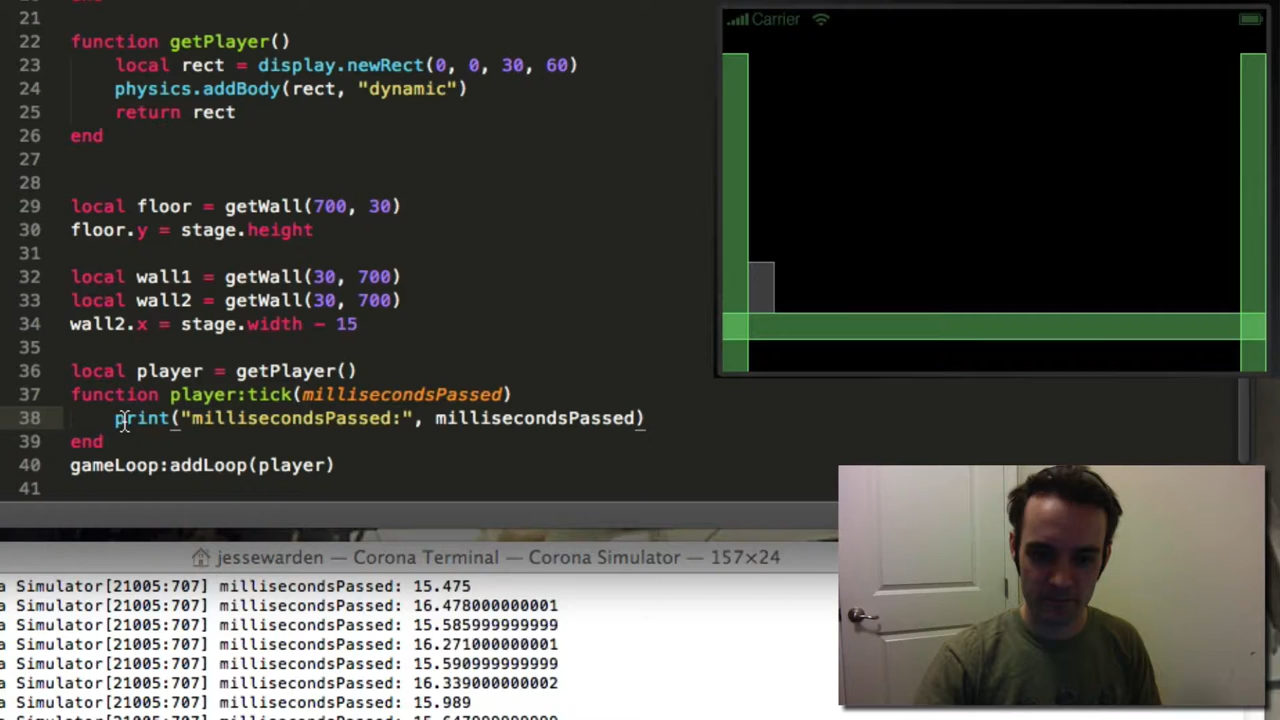 21
22 function getPlayer()
23 local rect = display.newRect(0, 0, 30, 60)
24 physics.addBody(rect, "dynamic")
25 return rect
26 end
27
28
29 local floor = getWall(700, 30)
30 floor.y = stage.height
31
32 local wall1 = getWall(30, 700)
33 local wall2 = getWall(30, 700)
34 wall2.x = stage.width - 15
35
36 local player = getPlayer()
37 function player:tick(millisecondsPassed)
38 print("millisecondsPassed:", millisecondsPassed)
39 end
40 gameLoop:addLoop(player)
41
Carrier
jessewarden — Corona Terminal — Corona Simulator — 157×24
a Simulator[21005:707] millisecondsPassed: 15.475
a Simulator[21005:707] millisecondsPassed: 16.478000000001
a Simulator[21005:707] millisecondsPassed: 15.585999999999
a Simulator[21005:707] millisecondsPassed: 16.271000000001
a Simulator[21005:707] millisecondsPassed: 15.590999999999
a Simulator[21005:707] millisecondsPassed: 16.339000000002
a Simulator[21005:707] millisecondsPassed: 15.989
a Simulator[21005:707] millisecondsPassed: